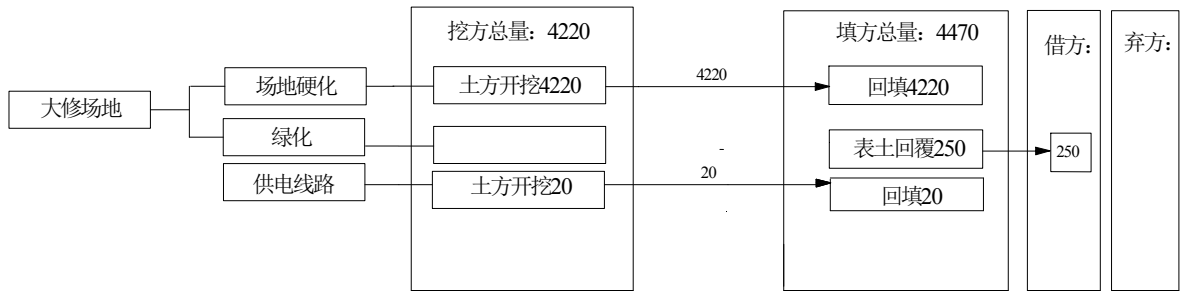 挖方总量：4220
填方总量：4470
借方：
弃方：
大修场地
场地硬化
土方开挖4220
4220
回填4220
绿化
-
表土回覆250
250
供电线路
土方开挖20
20
回填20